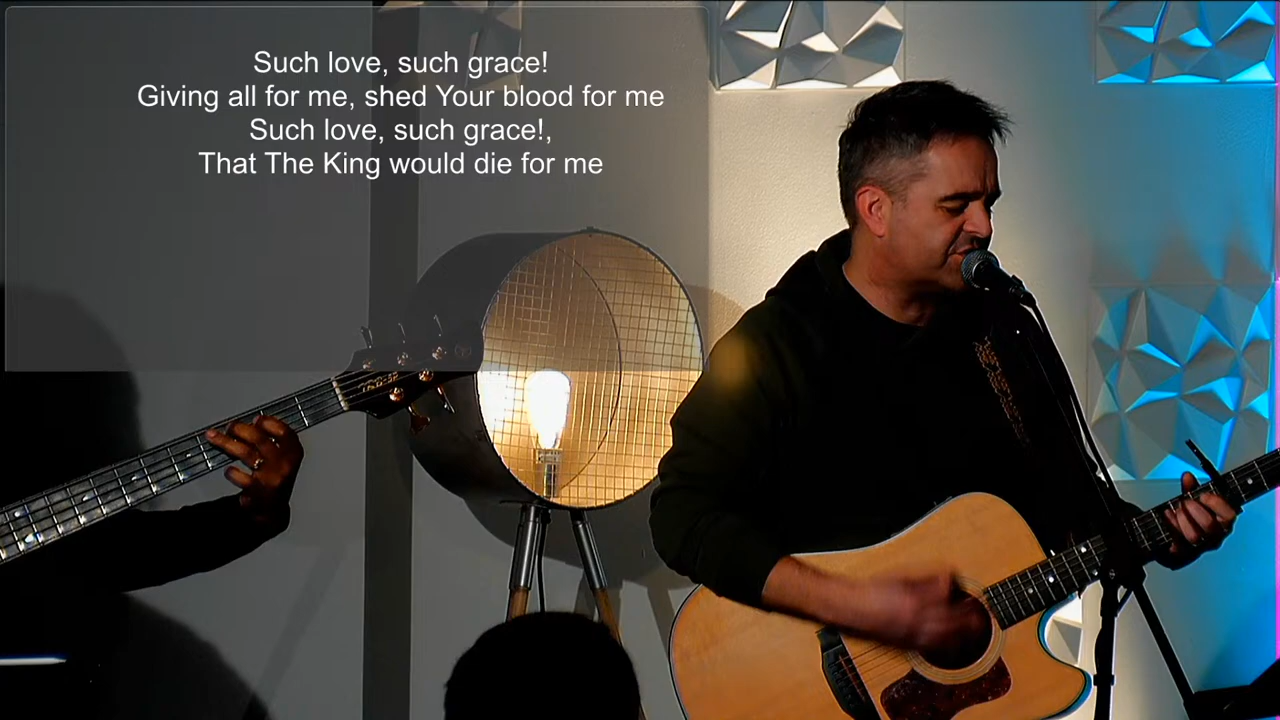 Such love, such grace!
Giving all for me, shed Your blood for me
Such love, such grace!,
That The King would die for me